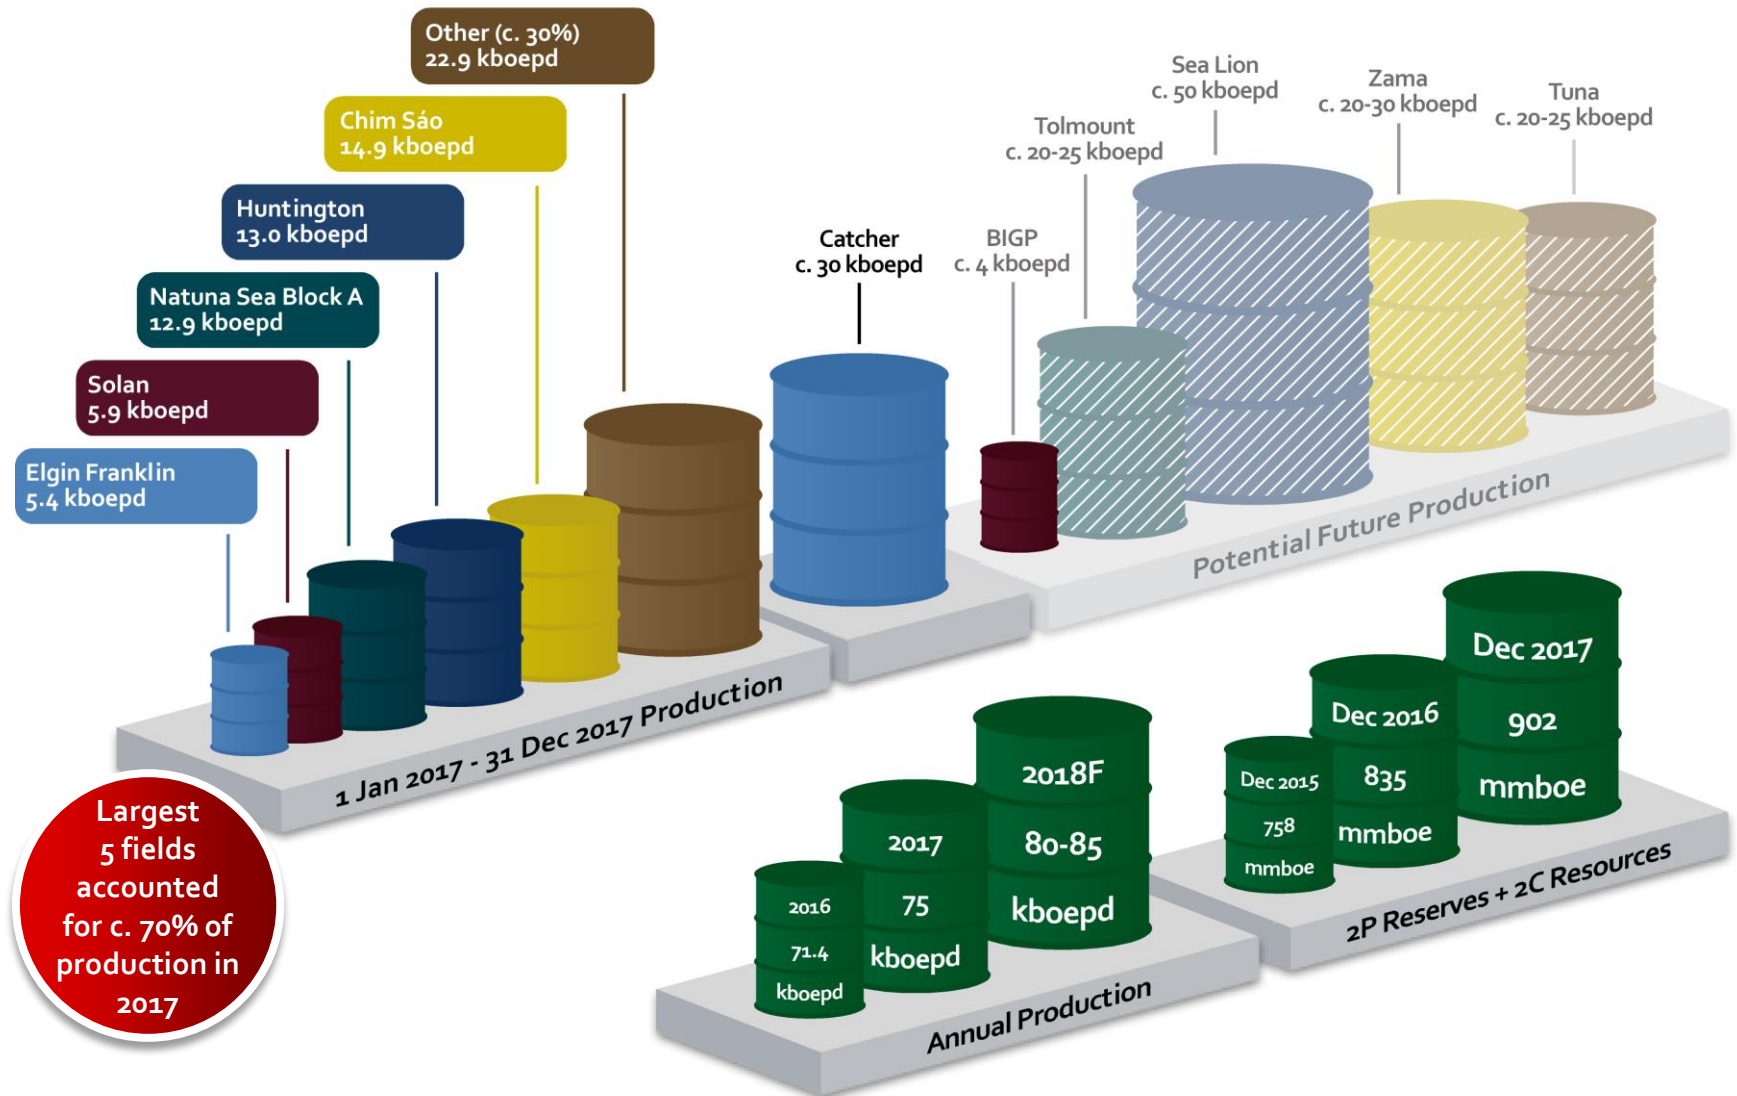 Other (c. 30%)
22.9 kboepd
Chim Sáo
14.9 kboepd
Huntington
13.0 kboepd
Natuna Sea Block A
12.9 kboepd
Solan
5.9 kboepd
Elgin Franklin
5.4 kboepd
1 Jan 2017 - 31 Dec 2017 Production
Catcher
c. 30 kboepd
BIGP
c. 4 kboepd
Tolmount
c. 20-25 kboepd
Sea Lion
c. 50 kboepd
Zama
c. 20-30 kboepd
Tuna
c. 20-25 kboepd
Potential Future Production
Largest
5 fields
accounted
for c. 70% of
production in
2017
2016
71.4
kboepd
2017
75
kboepd
2018F
80-85
kboepd
Annual Production
Dec 2015
758
mmboe
Dec 2016
835
mmboe
Dec 2017
902
mmboe
2P Reserves + 2C Resources